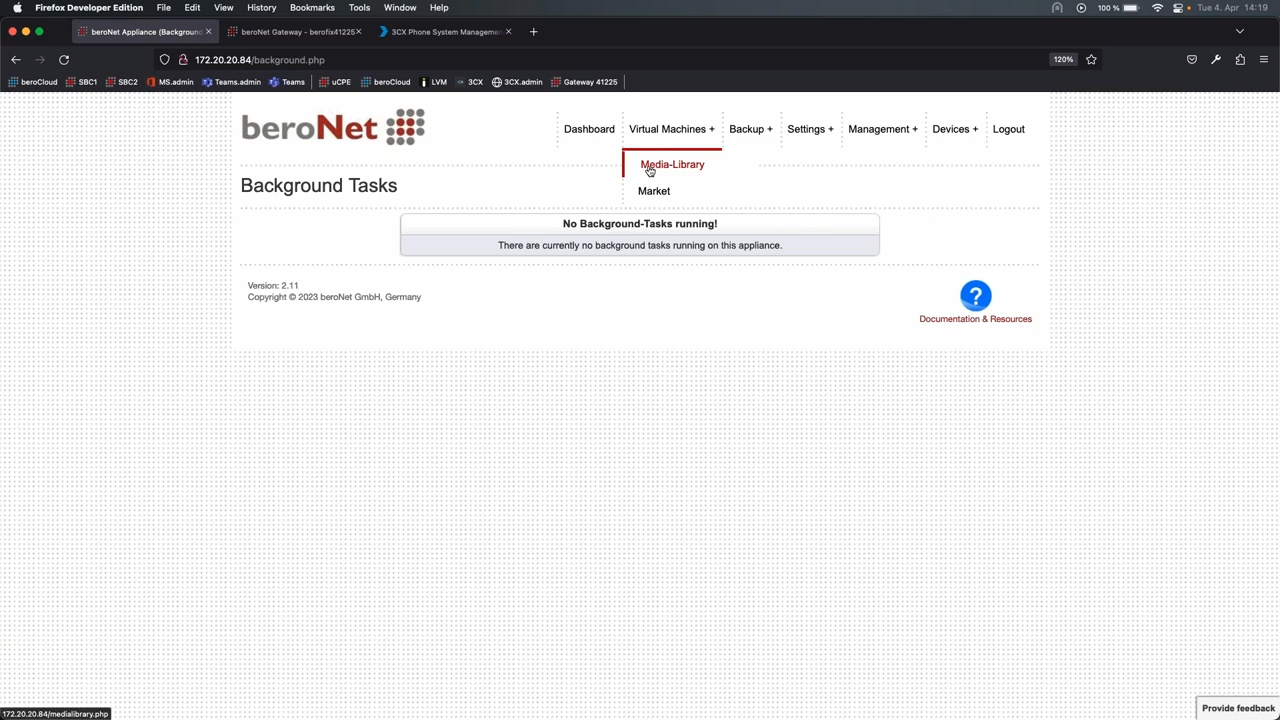 Firefox Developer Edition File Edit View History Bookmarks Tools Window Help 100 % Tue 4. Apr 14:19
beroNet Appliance (Background beroNet Gateway - berofix41225 3CX Phone System Managemen
172.20.20.84/background.php 120%
beroCloud SBC1 SBC2 MS.admin Teams.admin Teams uCPE beroCloud LVM 3CX 3CX.admin Gateway 41225
beroNet
Dashboard Virtual Machines + Backup + Settings + Management + Devices + Logout
Media-Library
Market
Background Tasks
No Background-Tasks running!
There are currently no background tasks running on this appliance.
Version: 2.11
Copyright © 2023 beroNet GmbH, Germany
?
Documentation & Resources
172.20.20.84/medialibrary.php
Provide feedback